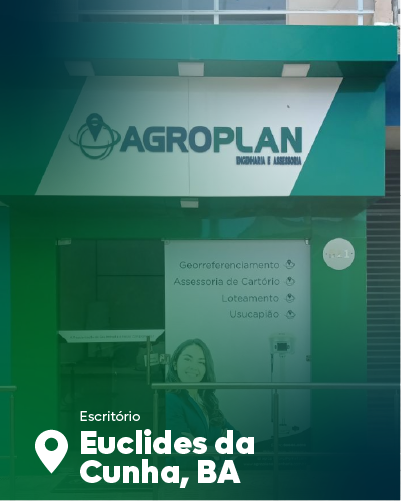 AGROPLAN
ENGENHARIA E ASSESSORIA
Georreferenciamento
Assessoria de Cartório
Loteamento
Usucapião
Escritório
Euclides da
Cunha, BA